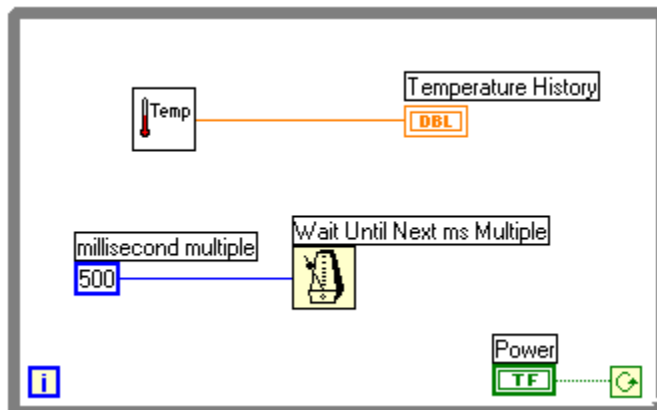 Temperature History
Temp
DBL
Wait Until Next ms Multiple
millisecond multiple
500
Power
TF
i